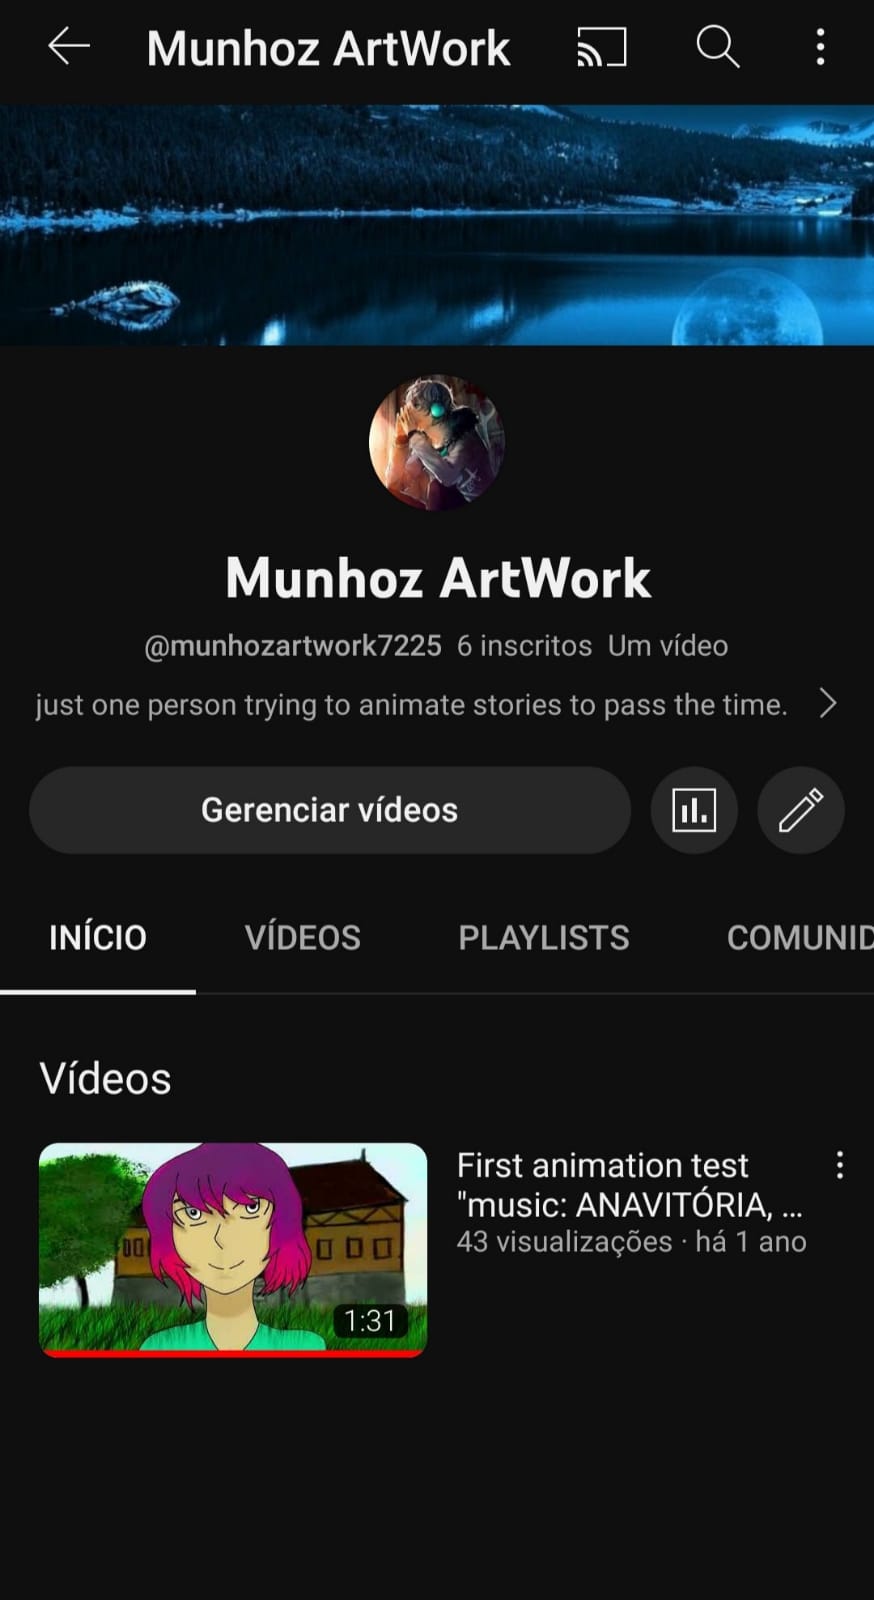 Munhoz ArtWork
Munhoz ArtWork
@munhozartwork7225 6 inscritos Um vídeo
just one person trying to animate stories to pass the time.
Gerenciar vídeos
INÍCIO VÍDEOS PLAYLISTS COMUNID
Vídeos
First animation test
"music: ANAVITÓRIA, ...
43 visualizações · há 1 ano
1:31